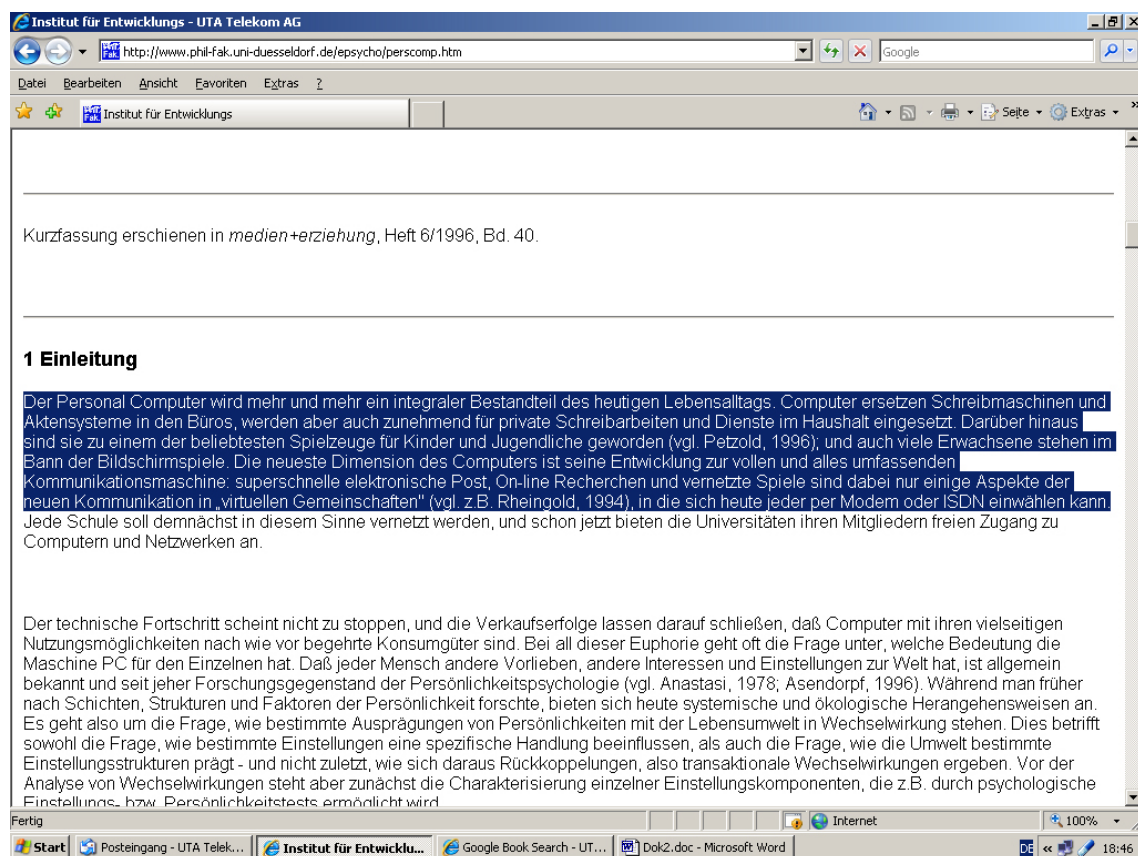 Institut für Entwicklungs - UTA Telekom AG
http://www.phil-fak.uni-duesseldorf.de/epsycho/perscomp.htm
Google
Datei Bearbeiten Ansicht Favoriten Extras ?
Institut für Entwicklungs
Seite
Extras
»
Kurzfassung erschienen in medien+erziehung, Heft 6/1996, Bd. 40.
1 Einleitung
Der Personal Computer wird mehr und mehr ein integraler Bestandteil des heutigen Lebensalltags. Computer ersetzen Schreibmaschinen und
Aktensysteme in den Büros, werden aber auch zunehmend für private Schreibarbeiten und Dienste im Haushalt eingesetzt. Darüber hinaus
sind sie zu einem der beliebtesten Spielzeuge für Kinder und Jugendliche geworden (vgl. Petzold, 1996); und auch viele Erwachsene stehen im
Bann der Bildschirmspiele. Die neueste Dimension des Computers ist seine Entwicklung zur vollen und alles umfassenden
Kommunikationsmaschine: superschnelle elektronische Post, On-line Recherchen und vernetzte Spiele sind dabei nur einige Aspekte der
neuen Kommunikation in „virtuellen Gemeinschaften" (vgl. z.B. Rheingold, 1994), in die sich heute jeder per Modem oder ISDN einwählen kann.
Jede Schule soll demnächst in diesem Sinne vernetzt werden, und schon jetzt bieten die Universitäten ihren Mitgliedern freien Zugang zu
Computern und Netzwerken an.
Der technische Fortschritt scheint nicht zu stoppen, und die Verkaufserfolge lassen darauf schließen, daß Computer mit ihren vielseitigen
Nutzungsmöglichkeiten nach wie vor begehrte Konsumgüter sind. Bei all dieser Euphorie geht oft die Frage unter, welche Bedeutung die
Maschine PC für den Einzelnen hat. Daß jeder Mensch andere Vorlieben, andere Interessen und Einstellungen zur Welt hat, ist allgemein
bekannt und seit jeher Forschungsgegenstand der Persönlichkeitspsychologie (vgl. Anastasi, 1978; Asendorpf, 1996). Während man früher
nach Schichten, Strukturen und Faktoren der Persönlichkeit forschte, bieten sich heute systemische und ökologische Herangehensweisen an.
Es geht also um die Frage, wie bestimmte Ausprägungen von Persönlichkeiten mit der Lebensumwelt in Wechselwirkung stehen. Dies betrifft
sowohl die Frage, wie bestimmte Einstellungen eine spezifische Handlung beeinflussen, als auch die Frage, wie die Umwelt bestimmte
Einstellungsstrukturen prägt - und nicht zuletzt, wie sich daraus Rückkoppelungen, also transaktionale Wechselwirkungen ergeben. Vor der
Analyse von Wechselwirkungen steht aber zunächst die Charakterisierung einzelner Einstellungskomponenten, die z.B. durch psychologische
Einstellungs- bzw. Persönlichkeitstests ermöglicht wird.
Fertig
Internet
100%
Start
Posteingang - UTA Telek...
Institut für Entwicklu...
Google Book Search - UT...
Dok2.doc - Microsoft Word
DE
«
18:46